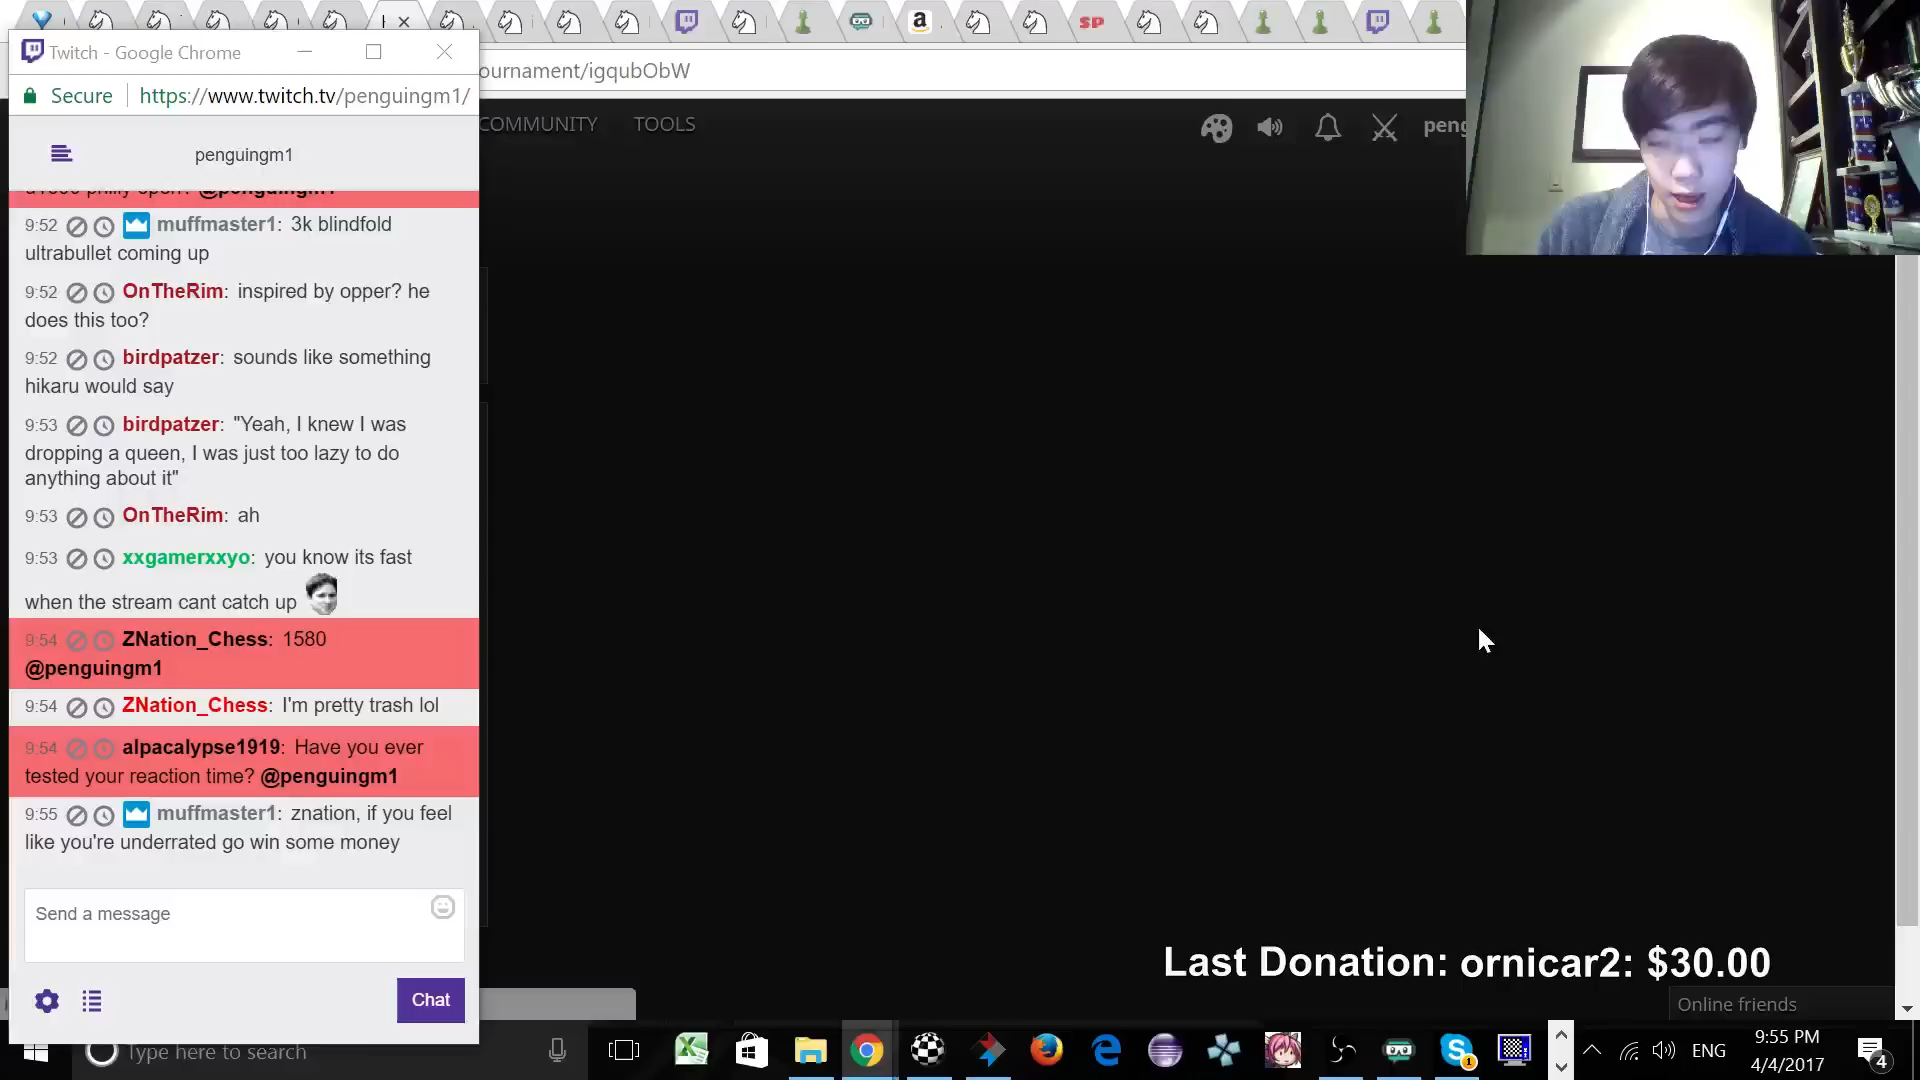 Twitch - Google Chrome
Secure https://www.twitch.tv/penguingm1/
ournament/igqubObW
COMMUNITY TOOLS
peng
penguingm1
@penguingm1
9:52 muffmaster1: 3k blindfold
ultrabullet coming up
9:52 OnTheRim: inspired by opper? he
does this too?
9:52 birdpatzer: sounds like something
hikaru would say
9:53 birdpatzer: "Yeah, I knew I was
dropping a queen, I was just too lazy to do
anything about it"
9:53 OnTheRim: ah
9:53 xxgamerxxyo: you know its fast
when the stream cant catch up
9:54 ZNation_Chess: 1580
@penguingm1
9:54 ZNation_Chess: I'm pretty trash lol
9:54 alpacalypse1919: Have you ever
tested your reaction time? @penguingm1
9:55 muffmaster1: znation, if you feel
like you're underrated go win some money
Send a message
Chat
Last Donation: ornicar2: $30.00
Online friends
Type here to search
ENG
9:55 PM
4/4/2017
4